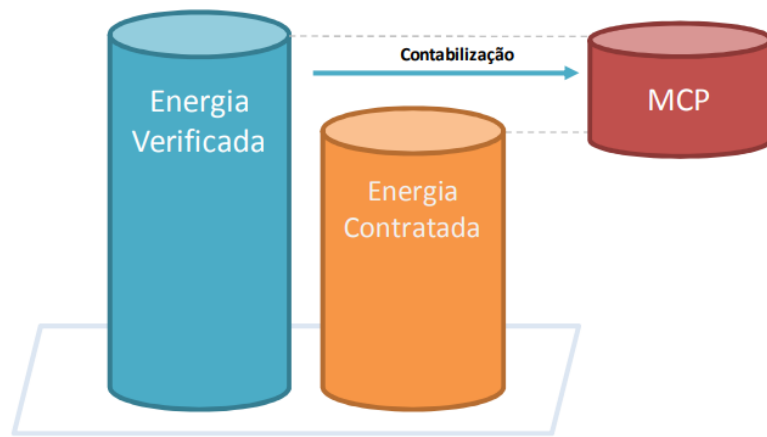 Contabilização
Energia
Verificada
MCP
Energia
Contratada